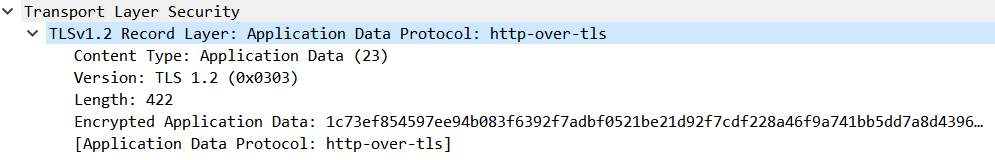 Transport Layer Security
TLSv1.2 Record Layer: Application Data Protocol: http-over-tls
Content Type: Application Data (23)
Version: TLS 1.2 (0x0303)
Length: 422
Encrypted Application Data: 1c73ef854597ee94b083f6392f7adbf0521be21d92f7cdf228a46f9a741bb5dd7a8d4396…
[Application Data Protocol: http-over-tls]